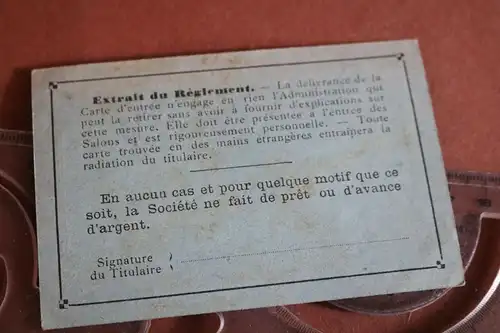 Extrait du Règlement. — La délivrance de la
Carte d'entrée n'engage en rien l'Administration qui
peut la retirer sans avoir à fournir d'explications sur
cette mesure. Elle doit être présentée à l'entrée des
Salons et est rigoureusement personnelle. — Toute
carte trouvée en des mains étrangères entraînera la
radiation du titulaire.
En aucun cas et pour quelque motif que ce
soit, la Société ne fait de prêt ou d'avance
d'argent.
Signature
du Titulaire